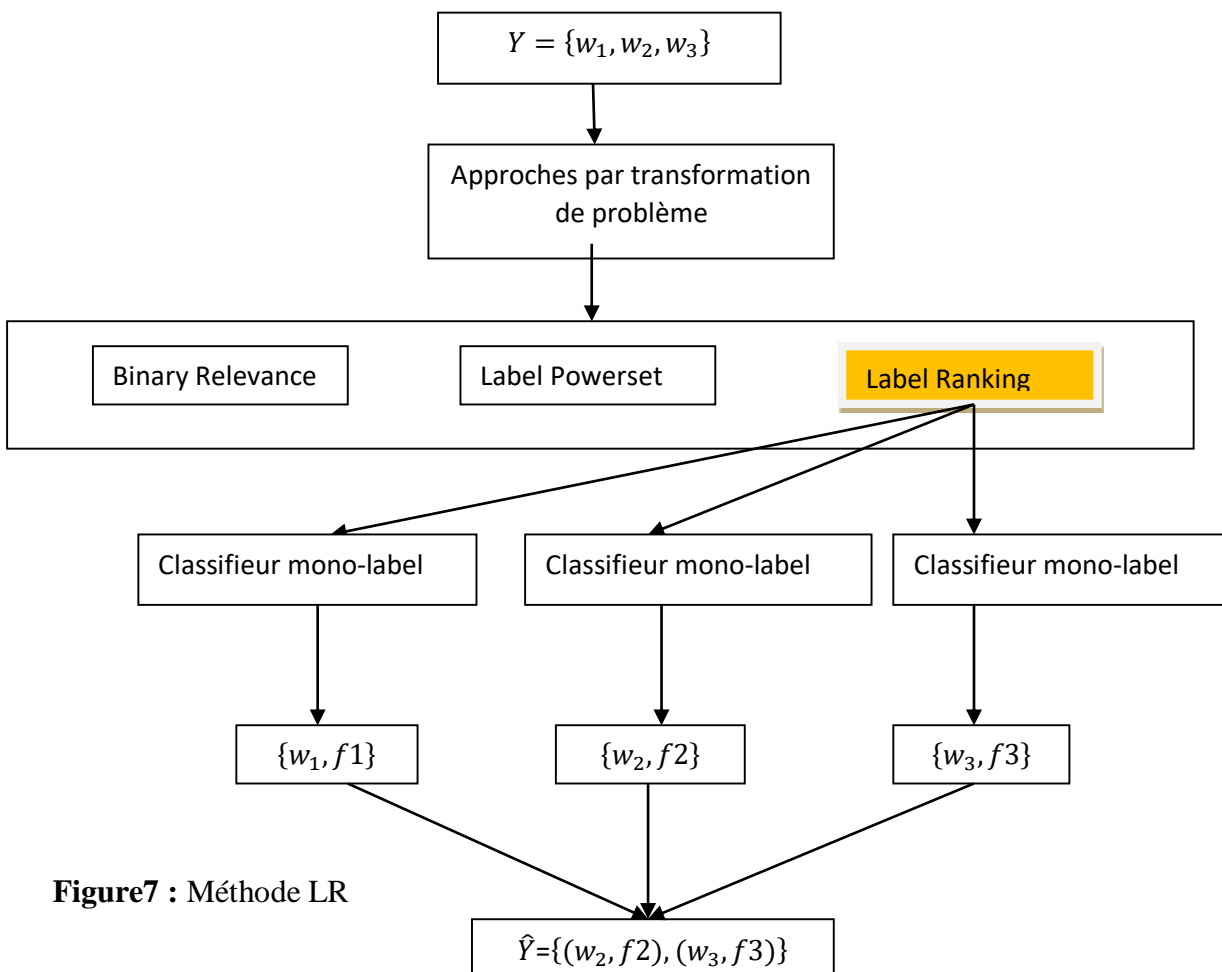 Y = {w₁, w₂, w₃}
Approches par transformation
de problème
Binary Relevance
Label Powerset
Label Ranking
Classifieur mono-label
Classifieur mono-label
Classifieur mono-label
{w₁, f1}
{w₂, f2}
{w₃, f3}
Figure7 : Méthode LR
Ŷ={(w₂, f2), (w₃, f3)}